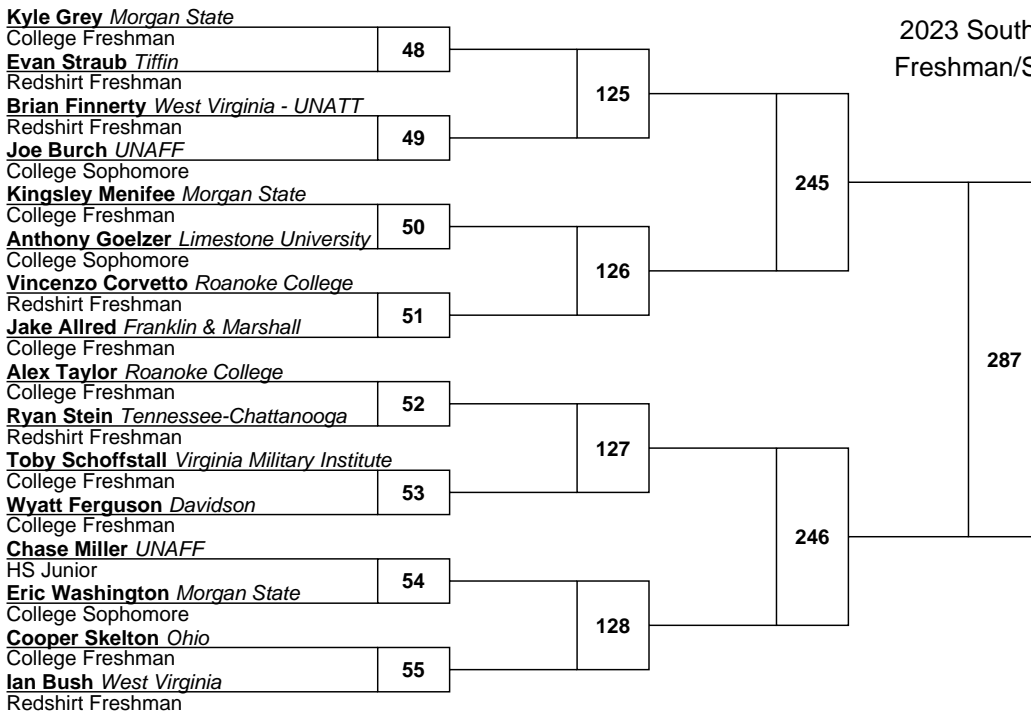 Kyle Grey Morgan State
College Freshman
48
Evan Straub Tiffin
Redshirt Freshman
125
Brian Finnerty West Virginia - UNATT
Redshirt Freshman
49
Joe Burch UNAFF
College Sophomore
245
Kingsley Menifee Morgan State
College Freshman
50
Anthony Goelzer Limestone University
College Sophomore
126
Vincenzo Corvetto Roanoke College
Redshirt Freshman
51
Jake Allred Franklin & Marshall
College Freshman
287
Alex Taylor Roanoke College
College Freshman
52
Ryan Stein Tennessee-Chattanooga
Redshirt Freshman
127
Toby Schoffstall Virginia Military Institute
College Freshman
53
Wyatt Ferguson Davidson
College Freshman
246
Chase Miller UNAFF
HS Junior
54
Eric Washington Morgan State
College Sophomore
128
Cooper Skelton Ohio
College Freshman
55
Ian Bush West Virginia
Redshirt Freshman
2023 South
Freshman/S